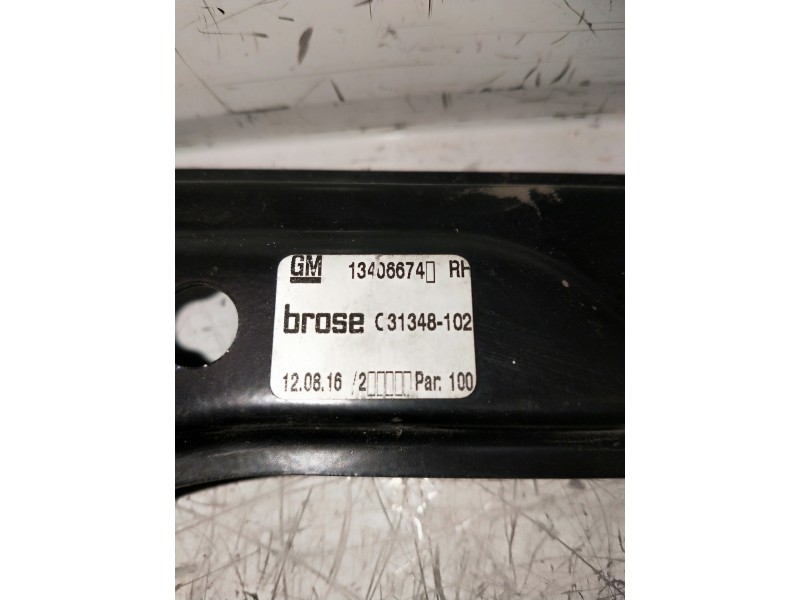 GM 13406674▯ RH
brose C31348-102
12.08.16 /2▯▯▯▯▯ Par. 100